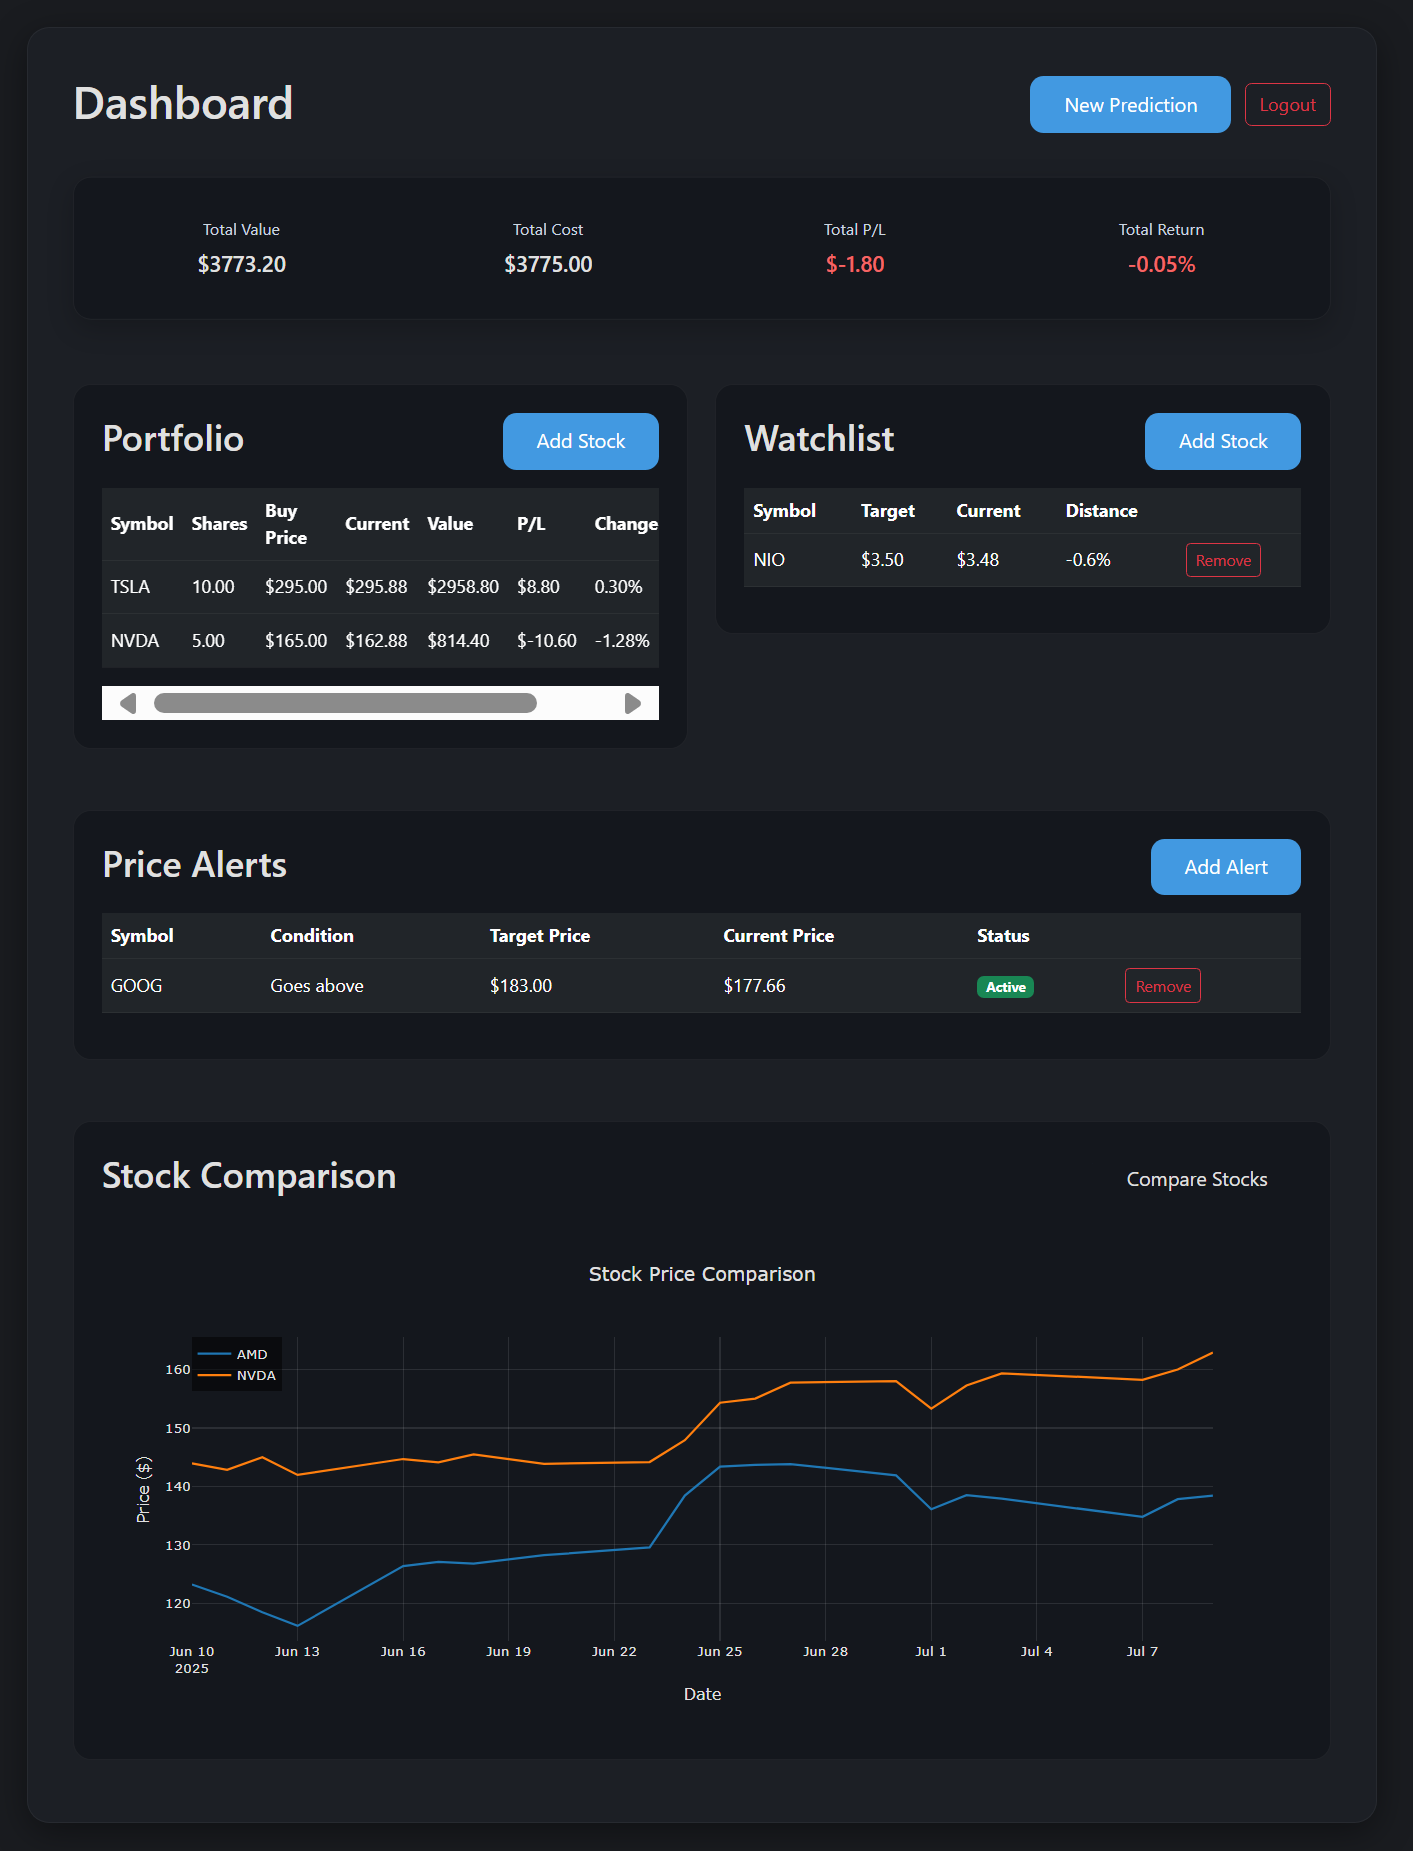 Dashboard
New Prediction
Logout
Total Value
Total Cost
Total P/L
Total Return
$3773.20
$3775.00
$-1.80
-0.05%
Portfolio
Add Stock
Symbol Shares Buy Price Current Value P/L Change
TSLA 10.00 $295.00 $295.88 $2958.80 $8.80 0.30%
NVDA 5.00 $165.00 $162.88 $814.40 $-10.60 -1.28%
Watchlist
Add Stock
Symbol Target Current Distance
NIO $3.50 $3.48 -0.6% Remove
Price Alerts
Add Alert
Symbol Condition Target Price Current Price Status
GOOG Goes above $183.00 $177.66 Active Remove
Stock Comparison
Compare Stocks
Stock Price Comparison
AMD
NVDA
160
150
140
130
120
Price ($)
Jun 10 Jun 13 Jun 16 Jun 19 Jun 22 Jun 25 Jun 28 Jul 1 Jul 4 Jul 7
2025
Date